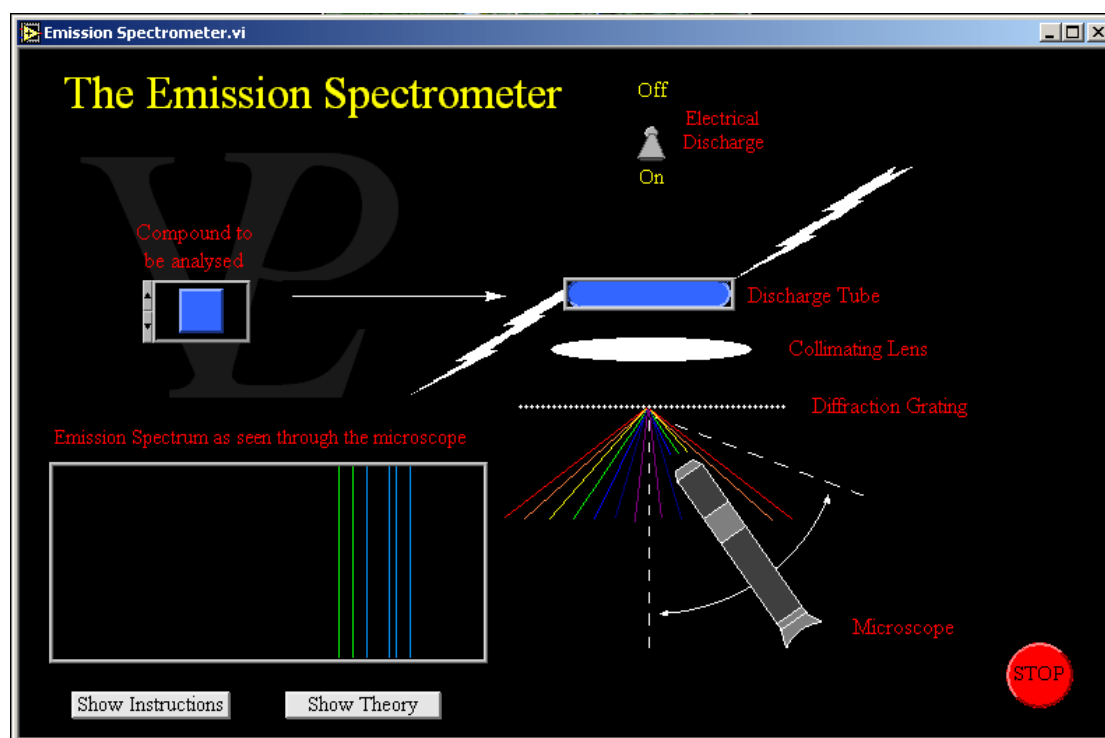 Emission Spectrometer.vi
The Emission Spectrometer
Off
Electrical
Discharge
On
Compound to
be analysed
Discharge Tube
Collimating Lens
Diffraction Grating
Emission Spectrum as seen through the microscope
Microscope
STOP
Show Instructions
Show Theory